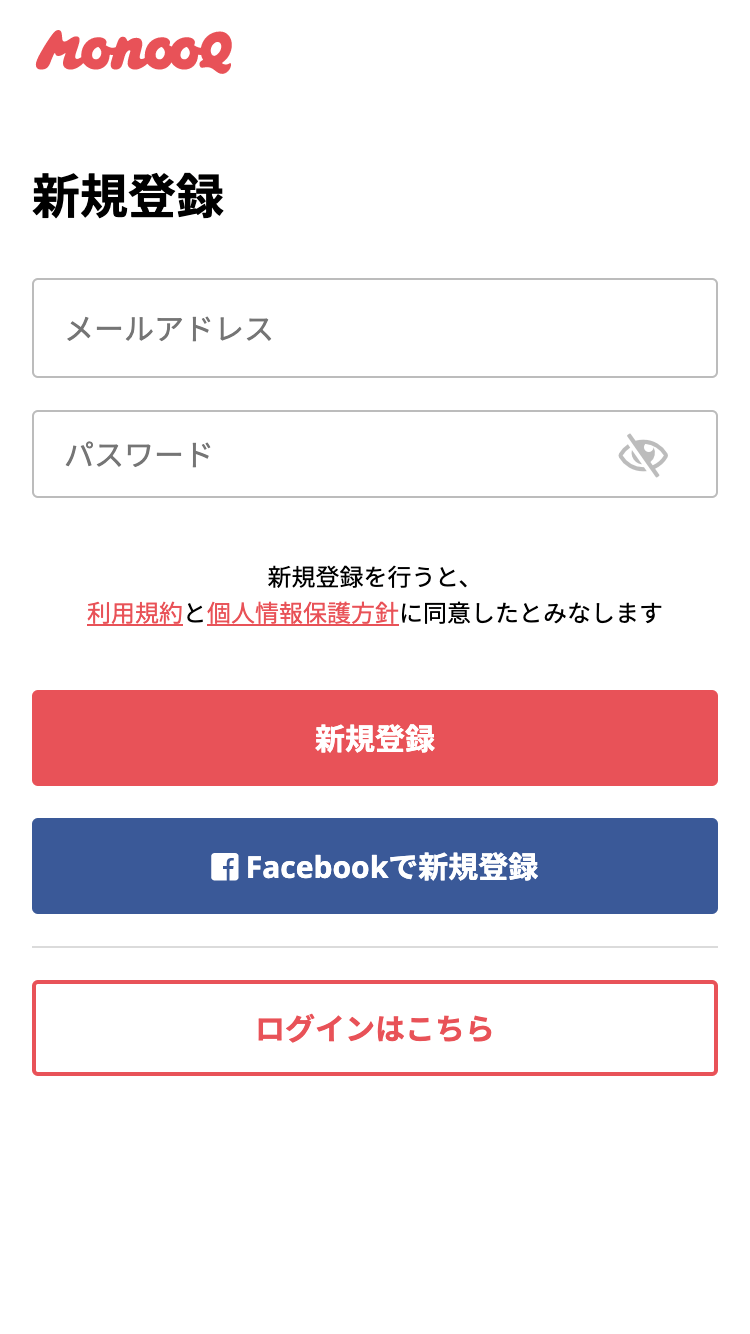 MonooQ
新規登録
メールアドレス
パスワード
新規登録を行うと、
利用規約と個人情報保護方針に同意したとみなします
新規登録
Facebookで新規登録
ログインはこちら